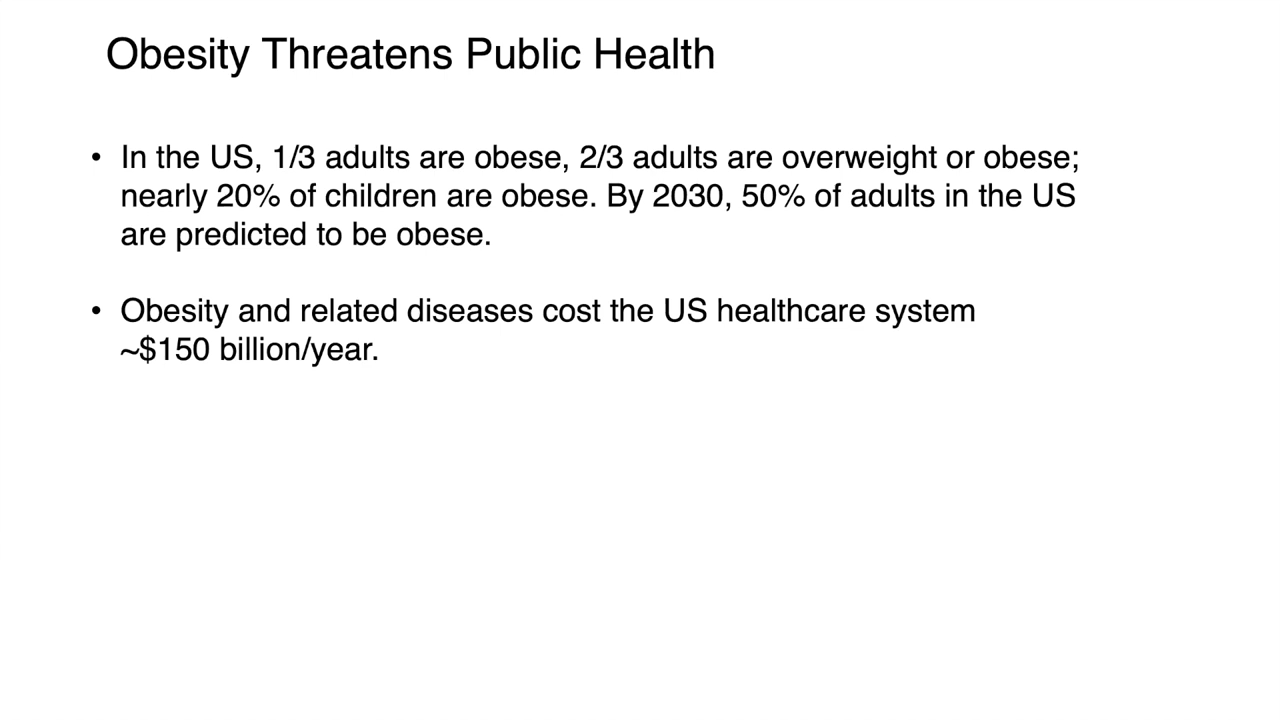 Obesity Threatens Public Health
• In the US, 1/3 adults are obese, 2/3 adults are overweight or obese;
nearly 20% of children are obese. By 2030, 50% of adults in the US
are predicted to be obese.
• Obesity and related diseases cost the US healthcare system
~$150 billion/year.